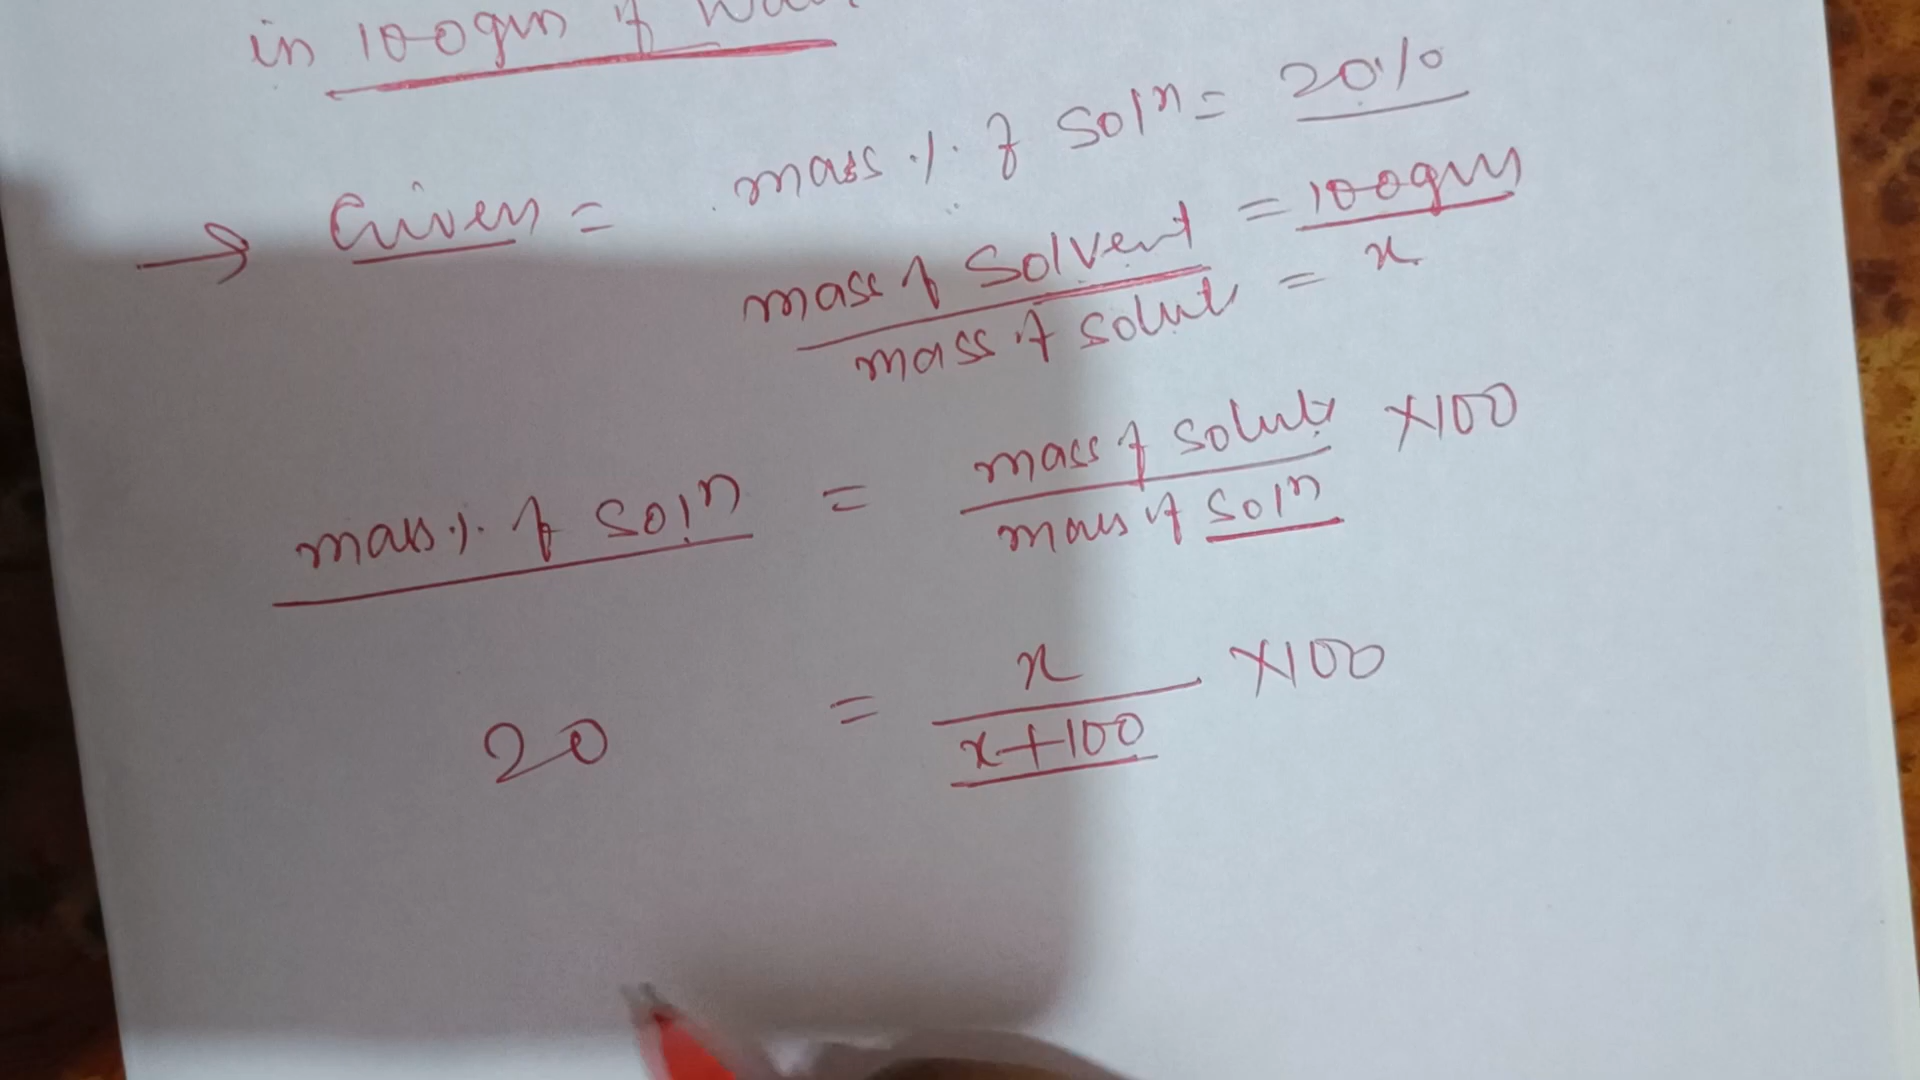 in 100gm of
→ Given = mass %. of Solⁿ = 20%
mass of Solvent = 100gm
mass of solute = x
mass %. of Solⁿ = mass of solute / mass of Solⁿ ×100
20 = x / x+100 ×100